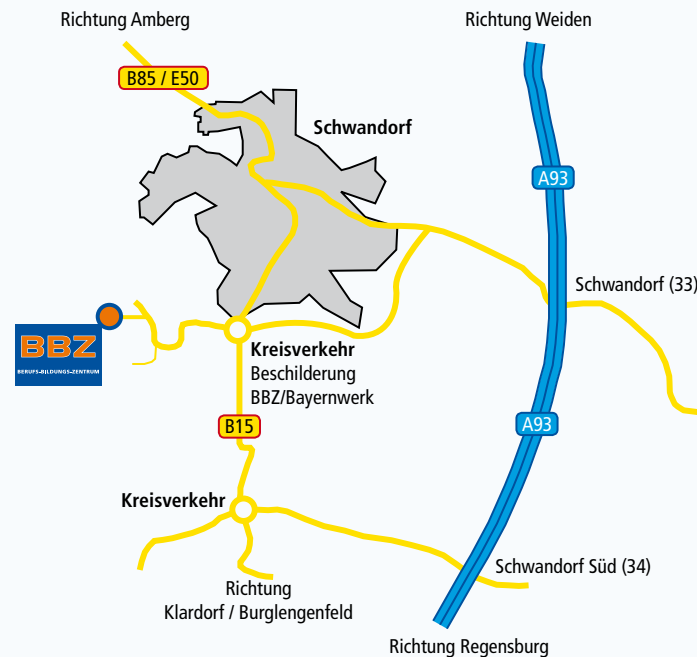 Richtung Amberg
Richtung Weiden
B85 / E50
Schwandorf
A93
Schwandorf (33)
BBZ
BERUFS-BILDUNGS-ZENTRUM
Kreisverkehr
Beschilderung
BBZ/Bayernwerk
B15
A93
Kreisverkehr
Schwandorf Süd (34)
Richtung
Klardorf / Burglengenfeld
Richtung Regensburg